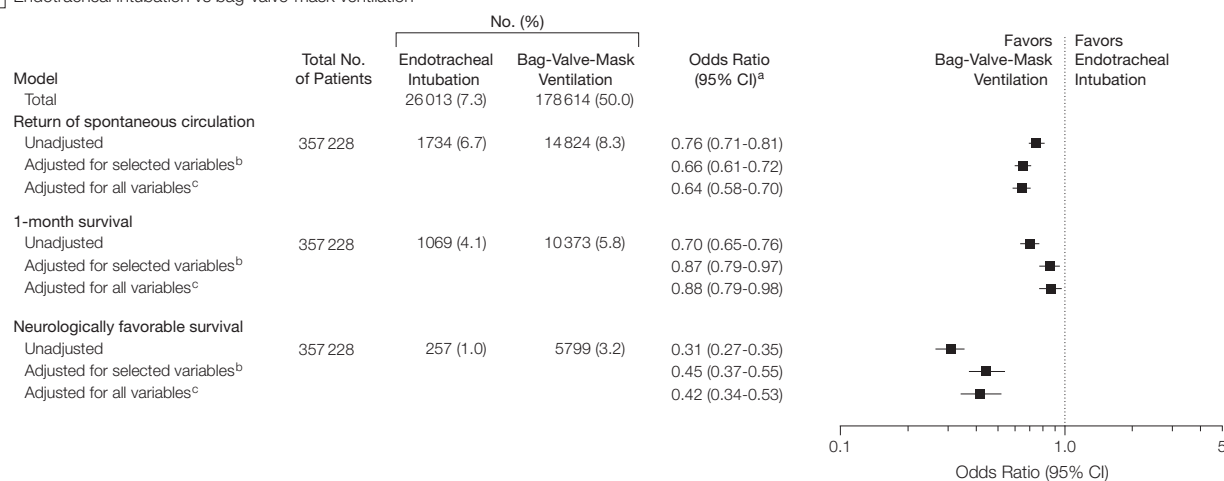 Endotracheal intubation vs bag-valve-mask ventilation
No. (%)
Model
Total No. of Patients
Endotracheal Intubation
Bag-Valve-Mask Ventilation
Odds Ratio (95% CI)a
Favors Bag-Valve-Mask Ventilation
Favors Endotracheal Intubation
Total 26 013 (7.3) 178 614 (50.0)
Return of spontaneous circulation
Unadjusted 357 228 1734 (6.7) 14 824 (8.3) 0.76 (0.71-0.81)
Adjusted for selected variablesb 0.66 (0.61-0.72)
Adjusted for all variablesc 0.64 (0.58-0.70)
1-month survival
Unadjusted 357 228 1069 (4.1) 10 373 (5.8) 0.70 (0.65-0.76)
Adjusted for selected variablesb 0.87 (0.79-0.97)
Adjusted for all variablesc 0.88 (0.79-0.98)
Neurologically favorable survival
Unadjusted 357 228 257 (1.0) 5799 (3.2) 0.31 (0.27-0.35)
Adjusted for selected variablesb 0.45 (0.37-0.55)
Adjusted for all variablesc 0.42 (0.34-0.53)
0.1 1.0 5
Odds Ratio (95% CI)